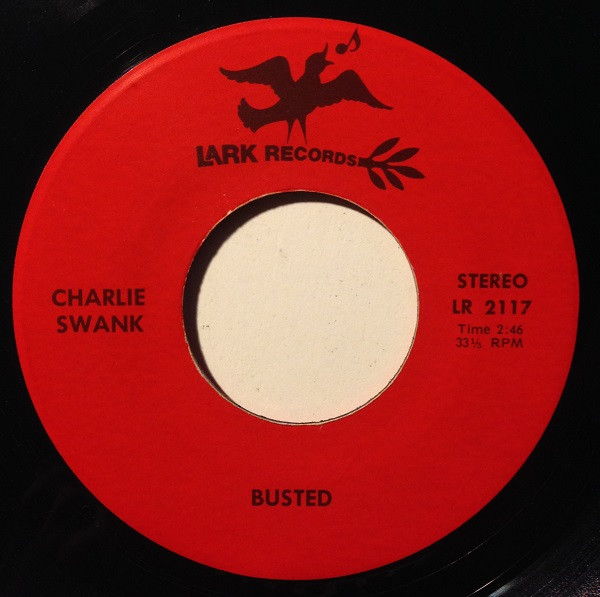 LARK RECORDS
CHARLIE
SWANK
STEREO
LR 2117
Time 2:46
33⅓ RPM
BUSTED